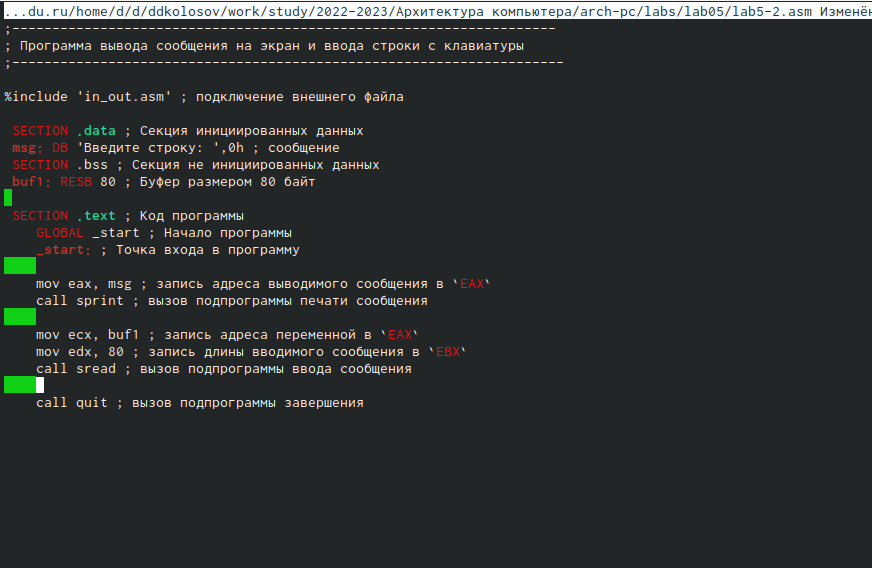 ...du.ru/home/d/d/ddkolosov/work/study/2022-2023/Архитектура компьютера/arch-pc/labs/lab05/lab5-2.asm Изменён
;--------------------------------------------------------------------
; Программа вывода сообщения на экран и ввода строки с клавиатуры
;---------------------------------------------------------------------
%include 'in_out.asm' ; подключение внешнего файла
SECTION .data ; Секция инициированных данных
msg: DB 'Введите строку: ',0h ; сообщение
SECTION .bss ; Секция не инициированных данных
buf1: RESB 80 ; Буфер размером 80 байт
SECTION .text ; Код программы
GLOBAL _start ; Начало программы
_start: ; Точка входа в программу
mov eax, msg ; запись адреса выводимого сообщения в `EAX`
call sprint ; вызов подпрограммы печати сообщения
mov ecx, buf1 ; запись адреса переменной в `EAX`
mov edx, 80 ; запись длины вводимого сообщения в `EBX`
call sread ; вызов подпрограммы ввода сообщения
call quit ; вызов подпрограммы завершения